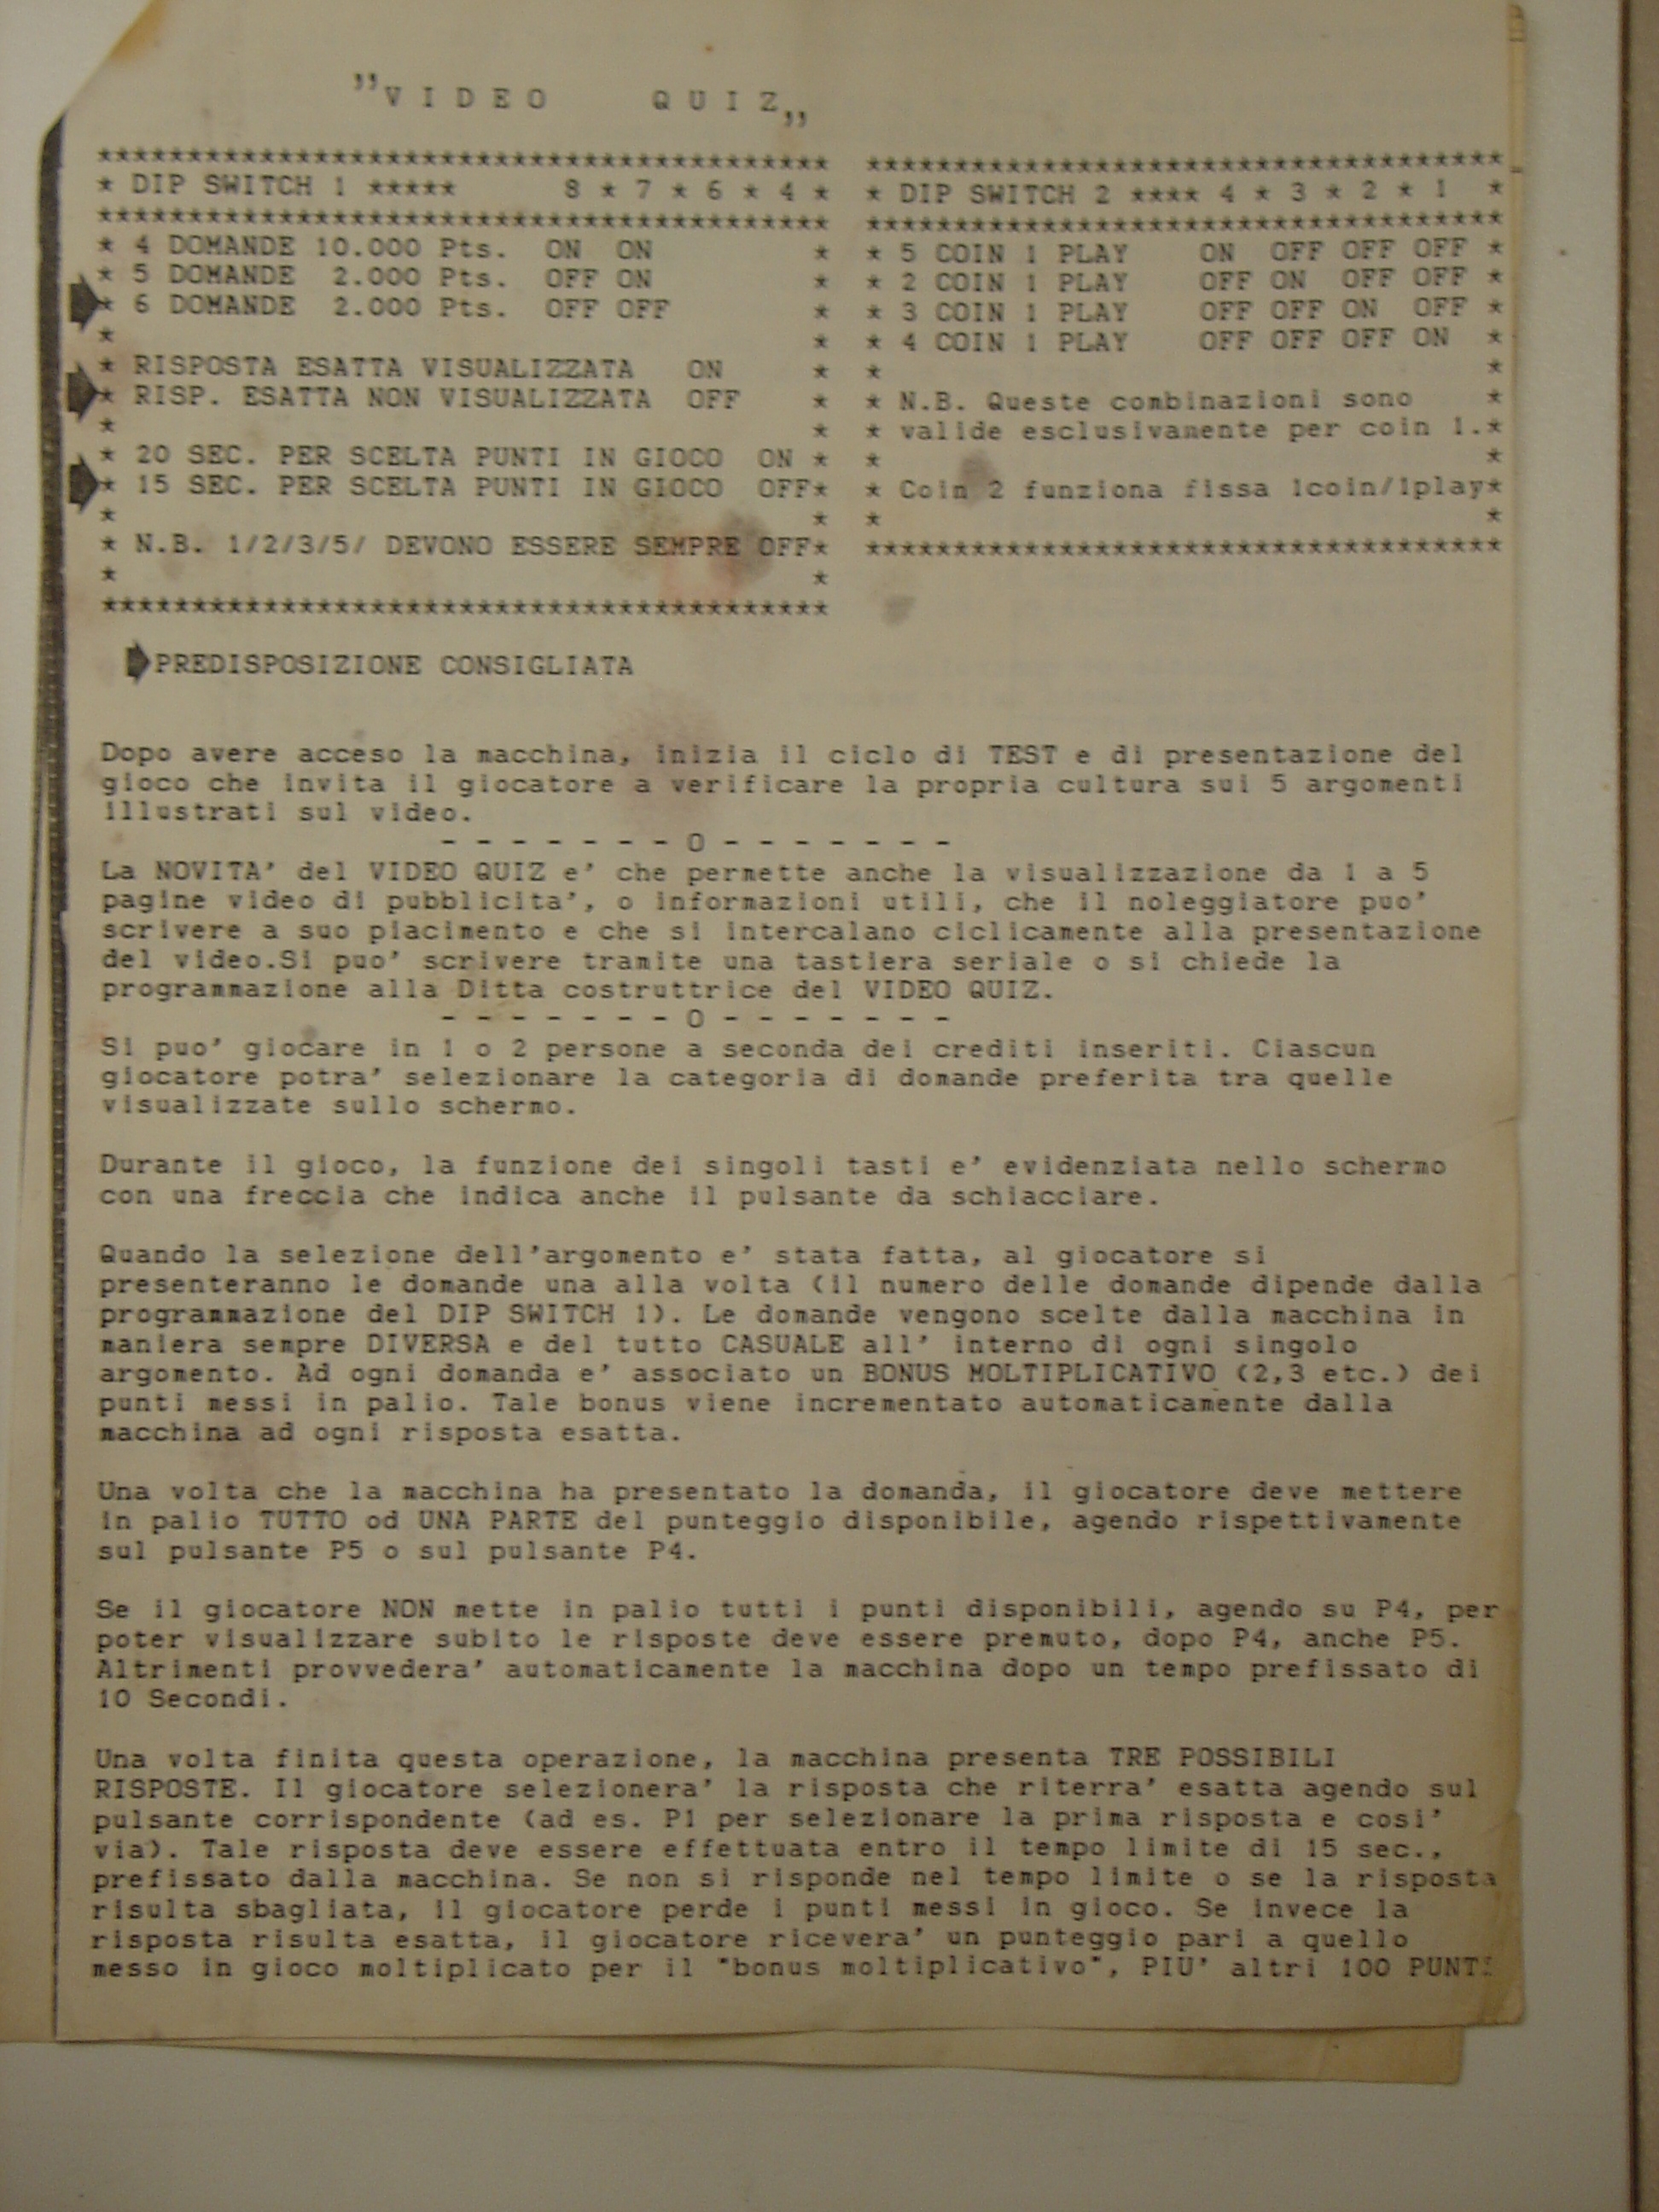 "VIDEO QUIZ„
***************************************** ************************************
* DIP SWITCH 1 ***** 8 * 7 * 6 * 4 * * DIP SWITCH 2 **** 4 * 3 * 2 * 1 *
***************************************** ************************************
* 4 DOMANDE 10.000 Pts. ON ON * * 5 COIN 1 PLAY ON OFF OFF OFF *
* 5 DOMANDE 2.000 Pts. OFF ON * * 2 COIN 1 PLAY OFF ON OFF OFF *
* 6 DOMANDE 2.000 Pts. OFF OFF * * 3 COIN 1 PLAY OFF OFF ON OFF *
* * * 4 COIN 1 PLAY OFF OFF OFF ON *
* RISPOSTA ESATTA VISUALIZZATA ON * * *
* RISP. ESATTA NON VISUALIZZATA OFF * * N.B. Queste combinazioni sono *
* * * valide esclusivamente per coin 1.*
* 20 SEC. PER SCELTA PUNTI IN GIOCO ON * * *
* 15 SEC. PER SCELTA PUNTI IN GIOCO OFF* * Coin 2 funziona fissa 1coin/1play*
* * * *
* N.B. 1/2/3/5/ DEVONO ESSERE SEMPRE OFF* ************************************
* *
*****************************************
PREDISPOSIZIONE CONSIGLIATA
Dopo avere acceso la macchina, inizia il ciclo di TEST e di presentazione del
gioco che invita il giocatore a verificare la propria cultura sui 5 argomenti
illustrati sul video.
- - - - - - - O - - - - - - -
La NOVITA' del VIDEO QUIZ e' che permette anche la visualizzazione da 1 a 5
pagine video di pubblicita', o informazioni utili, che il noleggiatore puo'
scrivere a suo piacimento e che si intercalano ciclicamente alla presentazione
del video.Si puo' scrivere tramite una tastiera seriale o si chiede la
programmazione alla Ditta costruttrice del VIDEO QUIZ.
- - - - - - - O - - - - - - -
Si puo' giocare in 1 o 2 persone a seconda dei crediti inseriti. Ciascun
giocatore potra' selezionare la categoria di domande preferita tra quelle
visualizzate sullo schermo.
Durante il gioco, la funzione dei singoli tasti e' evidenziata nello schermo
con una freccia che indica anche il pulsante da schiacciare.
Quando la selezione dell'argomento e' stata fatta, al giocatore si
presenteranno le domande una alla volta (il numero delle domande dipende dalla
programmazione del DIP SWITCH 1). Le domande vengono scelte dalla macchina in
maniera sempre DIVERSA e del tutto CASUALE all' interno di ogni singolo
argomento. Ad ogni domanda e' associato un BONUS MOLTIPLICATIVO (2,3 etc.) dei
punti messi in palio. Tale bonus viene incrementato automaticamente dalla
macchina ad ogni risposta esatta.
Una volta che la macchina ha presentato la domanda, il giocatore deve mettere
in palio TUTTO od UNA PARTE del punteggio disponibile, agendo rispettivamente
sul pulsante P5 o sul pulsante P4.
Se il giocatore NON mette in palio tutti i punti disponibili, agendo su P4, per
poter visualizzare subito le risposte deve essere premuto, dopo P4, anche P5.
Altrimenti provvedera' automaticamente la macchina dopo un tempo prefissato di
10 Secondi.
Una volta finita questa operazione, la macchina presenta TRE POSSIBILI
RISPOSTE. Il giocatore selezionera' la risposta che riterra' esatta agendo sul
pulsante corrispondente (ad es. P1 per selezionare la prima risposta e cosi'
via). Tale risposta deve essere effettuata entro il tempo limite di 15 sec.,
prefissato dalla macchina. Se non si risponde nel tempo limite o se la risposta
risulta sbagliata, il giocatore perde i punti messi in gioco. Se invece la
risposta risulta esatta, il giocatore ricevera' un punteggio pari a quello
messo in gioco moltiplicato per il "bonus moltiplicativo", PIU' altri 100 PUNTI